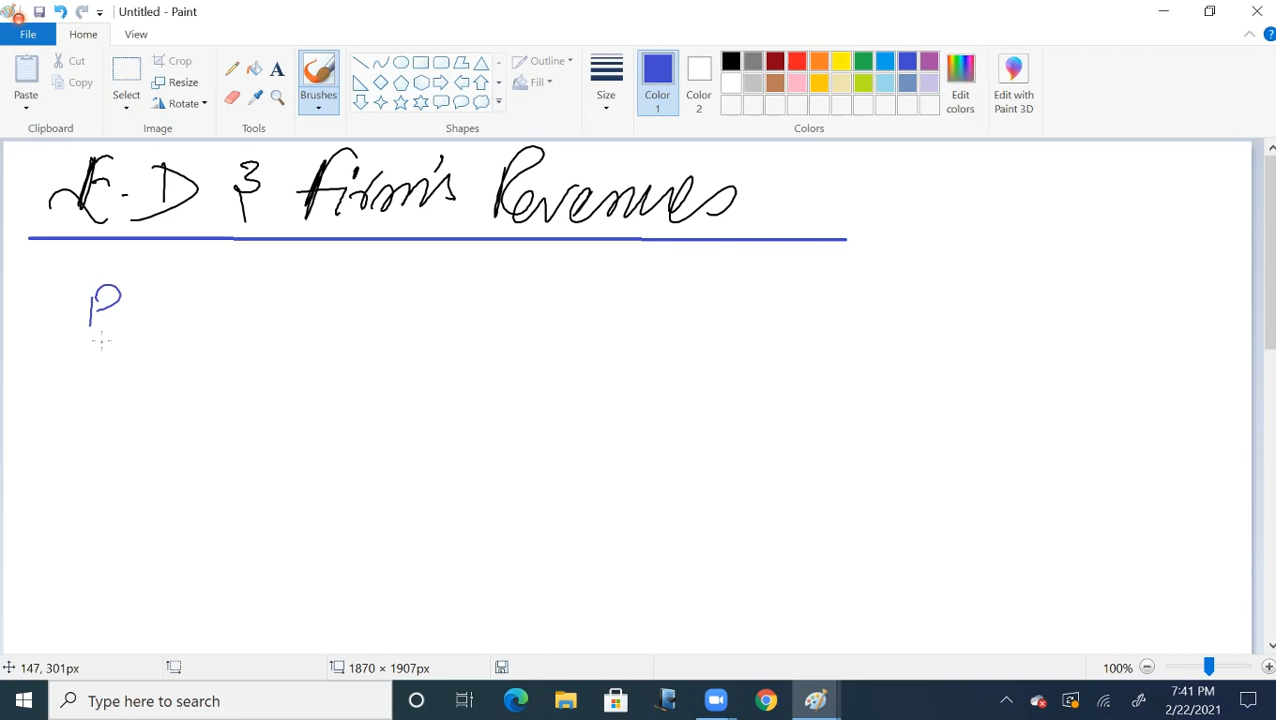 Untitled - Paint
File Home View
Paste
Cut
Copy
Clipboard
Select
Crop
Resize
Rotate
Image
A
Tools
Brushes
Shapes
Outline
Fill
Size
Color 1
Color 2
Edit colors
Colors
Edit with Paint 3D
E.D & Firm's Revenues
P
147, 301px
1870 × 1907px
100%
Type here to search
7:41 PM
2/22/2021